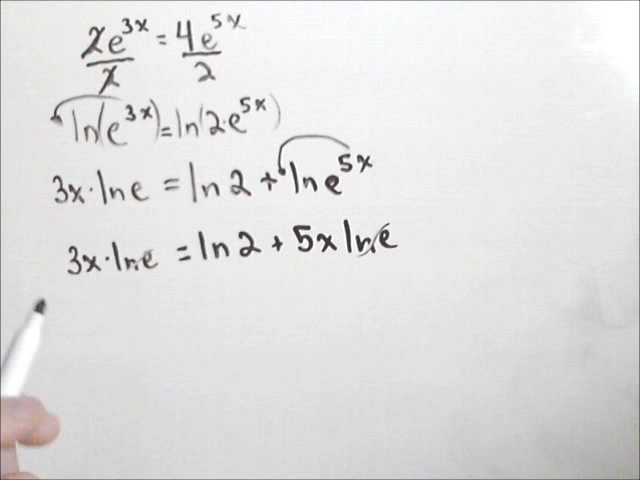 2e^{3x}/2 = 4e^{5x}/2
ln(e^{3x}) = ln(2·e^{5x})
3x·ln e = ln 2 + ln e^{5x}
3x·ln e = ln 2 + 5x ln e